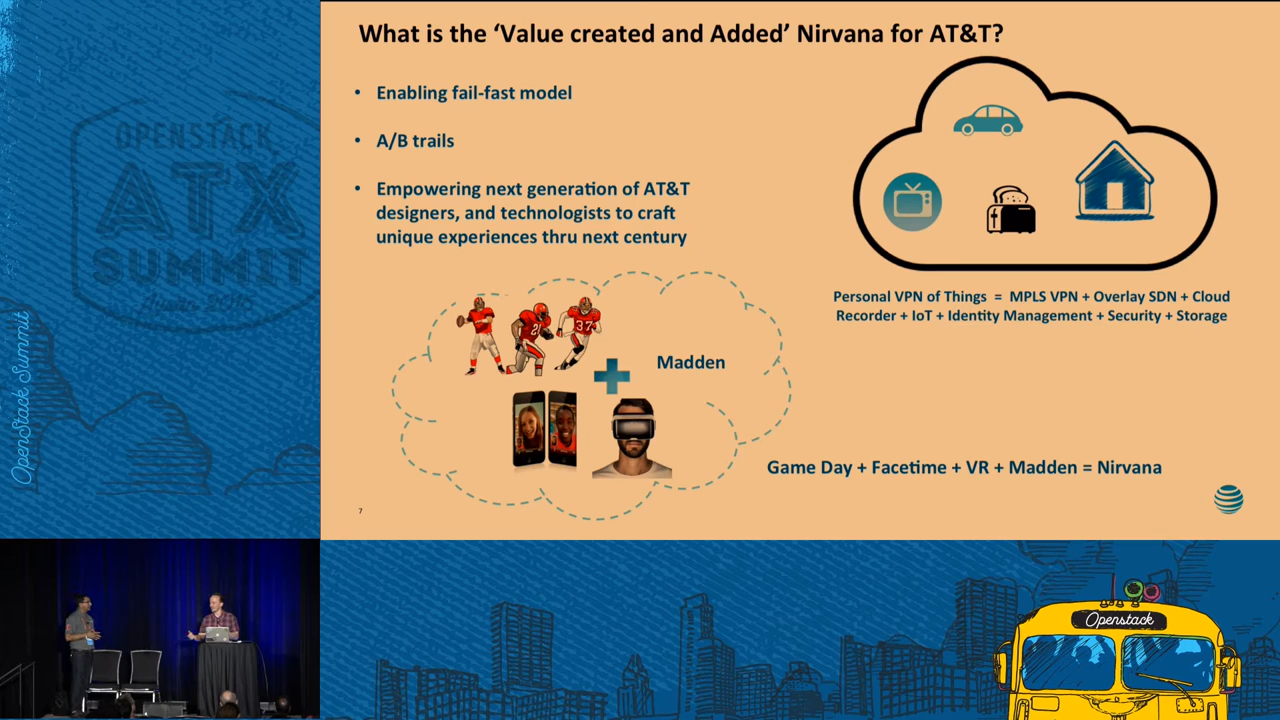 What is the ‘Value created and Added’ Nirvana for AT&T?
• Enabling fail-fast model
• A/B trails
• Empowering next generation of AT&T
designers, and technologists to craft
unique experiences thru next century
Personal VPN of Things = MPLS VPN + Overlay SDN + Cloud
Recorder + IoT + Identity Management + Security + Storage
Madden
21
37
Game Day + Facetime + VR + Madden = Nirvana
7
OPENSTACK
ATX
SUMMIT
OpenStack Summit
Openstack